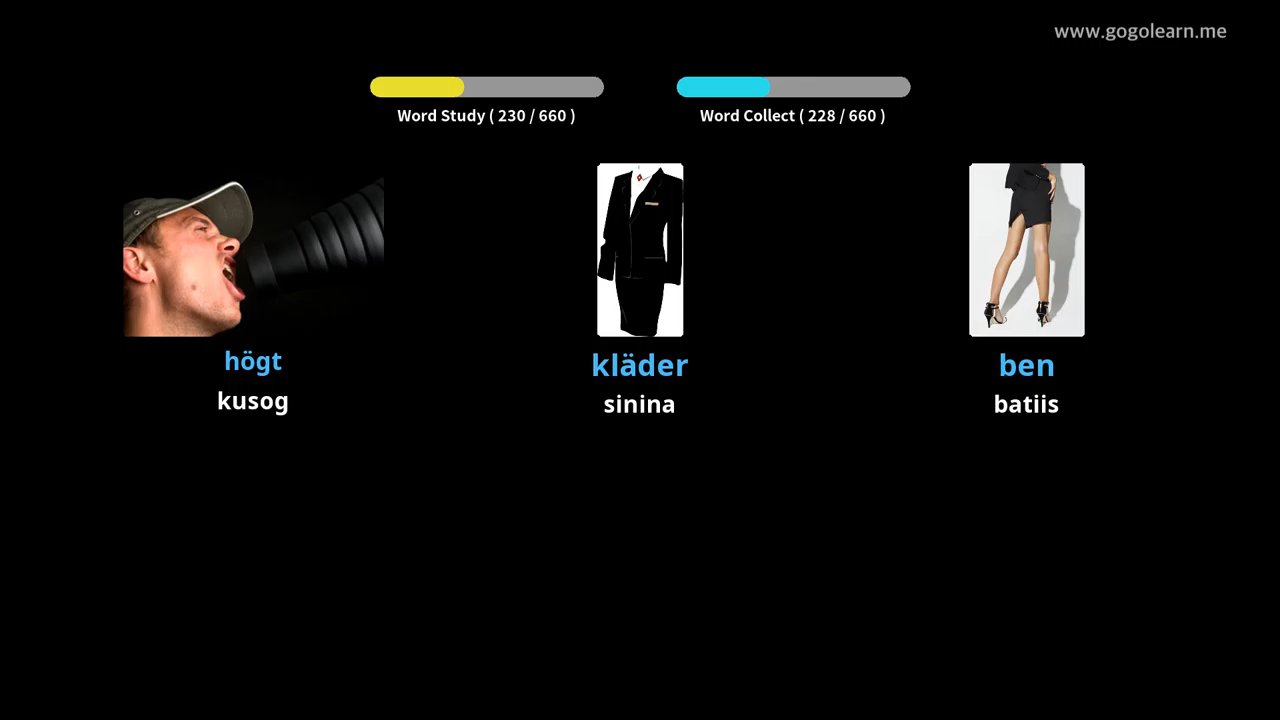 www.gogolearn.me
Word Study ( 230 / 660 )
Word Collect ( 228 / 660 )
högt
kusog
kläder
sinina
ben
batiis